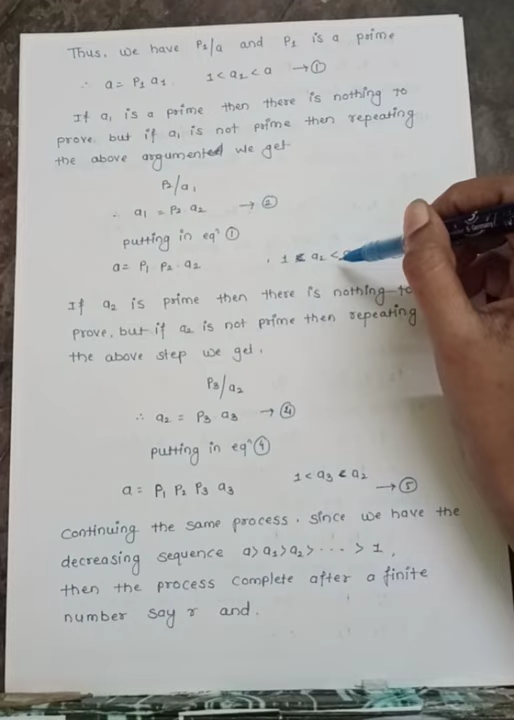 Thus, we have P1/a and P1 is a prime
∴ a = P1 a1 1 < a1 < a → ①
If a1 is a prime then there is nothing to
prove. but if a1 is not prime then repeating
the above argumented we get
P2/a1
∴ a1 = P2 a2 → ②
putting in eqn ①
a = P1 P2 . a2 , 1 < a2 <
If a2 is prime then there is nothing to
prove, but if a2 is not prime then repeating
the above step we get.
P3/a2
∴ a2 = P3 a3 → ④
putting in eqn ④
a = P1 P2 P3 a3 1 < a3 < a2 → ⑤
Continuing the same process. since we have the
decreasing sequence a > a1 > a2 > ... > 1,
then the process complete after a finite
number say r and.